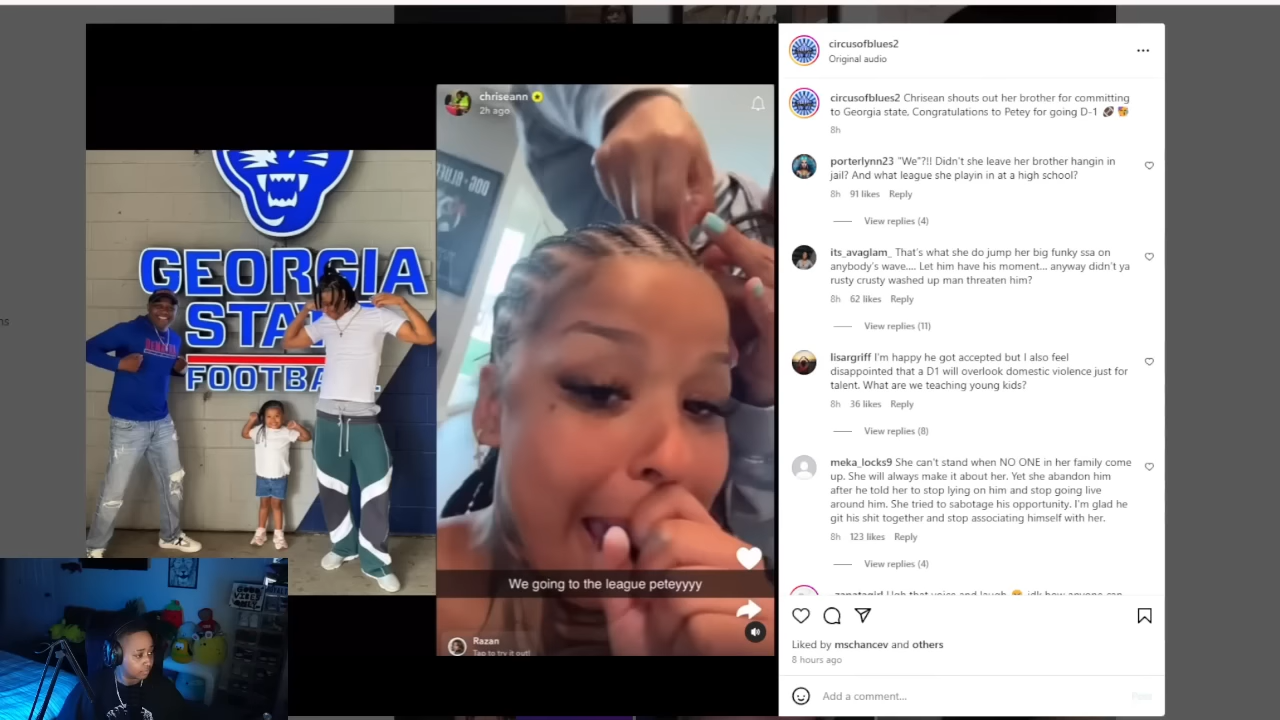 GEORGIA
STATE
FOOTBALL
chriseann
2h ago
We going to the league peteyyyy
Razan
Tap to try it out!
ns
circusofblues2
Original audio
circusofblues2 Chrisean shouts out her brother for committing
to Georgia state, Congratulations to Petey for going D-1 🏈 
8h
porterlynn23 "We"?!! Didn't she leave her brother hangin in
jail? And what league she playin in at a high school?
8h 91 likes Reply
View replies (4)
its_avaglam_ That's what she do jump her big funky ssa on
anybody's wave.... Let him have his moment... anyway didn't ya
rusty crusty washed up man threaten him?
8h 62 likes Reply
View replies (11)
lisargriff I'm happy he got accepted but I also feel
disappointed that a D1 will overlook domestic violence just for
talent. What are we teaching young kids?
8h 36 likes Reply
View replies (8)
meka_locks9 She can't stand when NO ONE in her family come
up. She will always make it about her. Yet she abandon him
after he told her to stop lying on him and stop going live
around him. She tried to sabotage his opportunity. I'm glad he
git his shit together and stop associating himself with her.
8h 123 likes Reply
View replies (4)
Liked by mschancev and others
8 hours ago
Add a comment...
Post